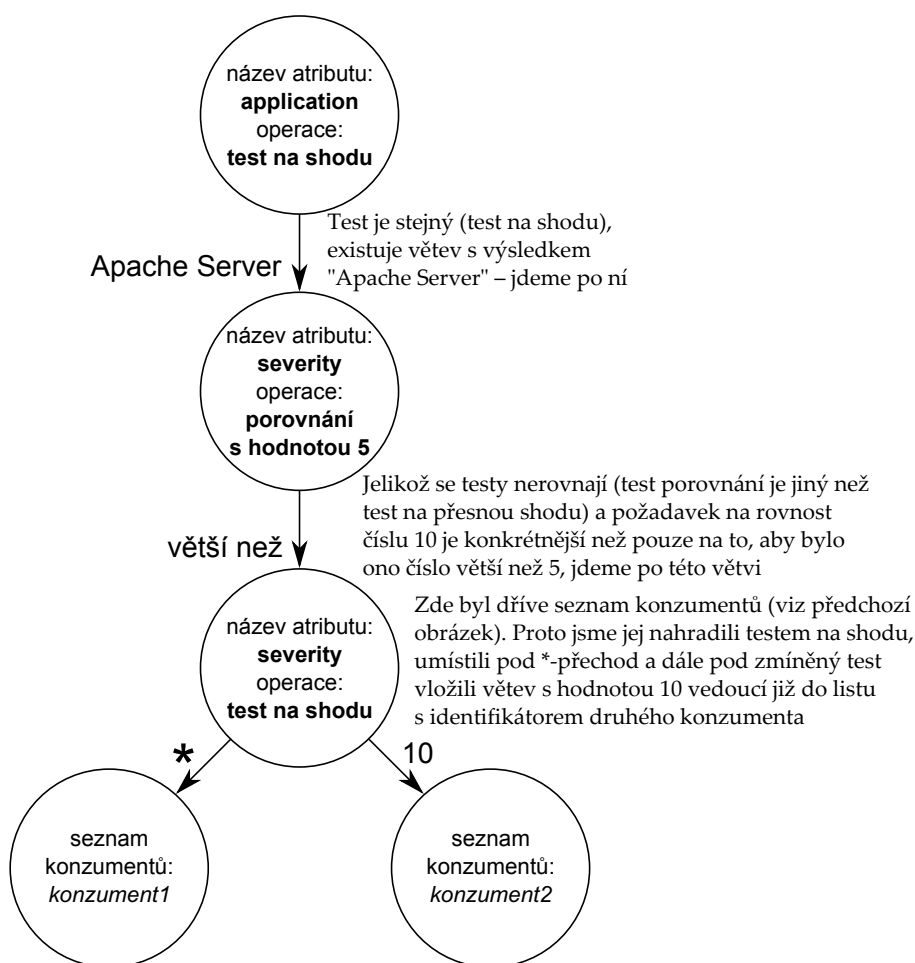 název atributu:
application
operace:
test na shodu
Test je stejný (test na shodu),
existuje větev s výsledkem
"Apache Server" – jdeme po ní
Apache Server
název atributu:
severity
operace:
porovnání
s hodnotou 5
Jelikož se testy nerovnají (test porovnání je jiný než
test na přesnou shodu) a požadavek na rovnost
číslu 10 je konkrétnější než pouze na to, aby bylo
ono číslo větší než 5, jdeme po této větvi
větší než
Zde byl dříve seznam konzumentů (viz předchozí
obrázek). Proto jsme jej nahradili testem na shodu,
umístili pod *-přechod a dále pod zmíněný test
vložili větev s hodnotou 10 vedoucí již do listu
s identifikátorem druhého konzumenta
název atributu:
severity
operace:
test na shodu
*
10
seznam
konzumentů:
konzument1
seznam
konzumentů:
konzument2